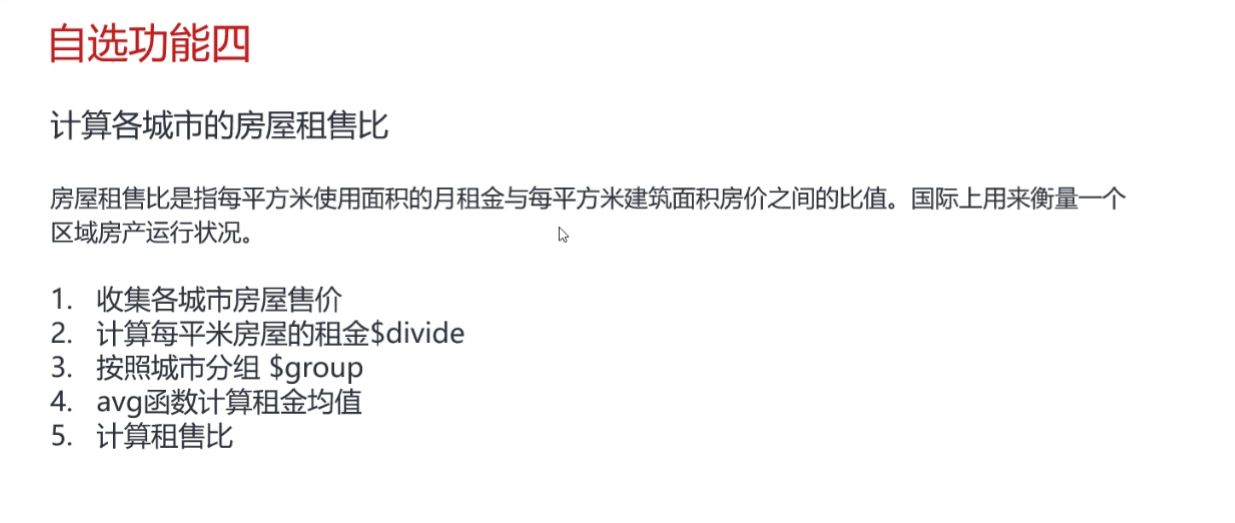 自选功能四
计算各城市的房屋租售比
房屋租售比是指每平方米使用面积的月租金与每平方米建筑面积房价之间的比值。国际上用来衡量一个
区域房产运行状况。
1. 收集各城市房屋售价
2. 计算每平米房屋的租金$divide
3. 按照城市分组 $group
4. avg函数计算租金均值
5. 计算租售比